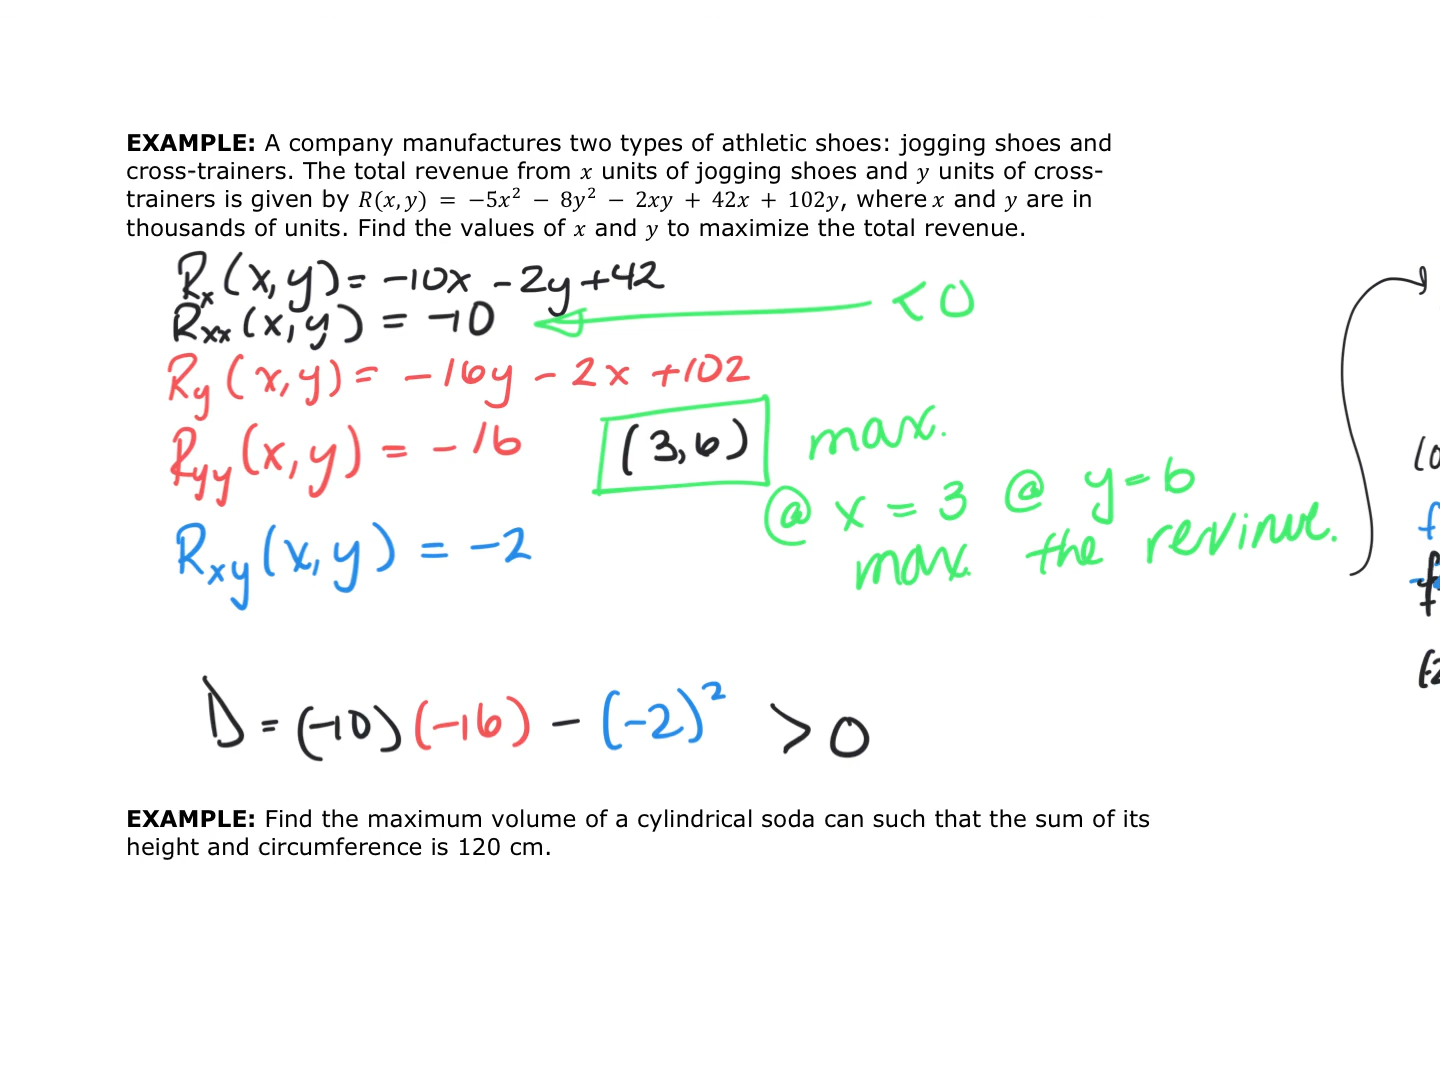 EXAMPLE: A company manufactures two types of athletic shoes: jogging shoes and
cross-trainers. The total revenue from x units of jogging shoes and y units of cross-
trainers is given by R(x, y) = −5x² − 8y² − 2xy + 42x + 102y, where x and y are in
thousands of units. Find the values of x and y to maximize the total revenue.
Rₓ(x,y) = -10x - 2y + 42
Rₓₓ(x,y) = -10 < 0
R_y(x,y) = -16y - 2x + 102
R_yy(x,y) = -16
(3,6) max.
@ x = 3 @ y = 6
max. the revinue.
R_xy(x,y) = -2
D = (-10)(-16) - (-2)² > 0
EXAMPLE: Find the maximum volume of a cylindrical soda can such that the sum of its
height and circumference is 120 cm.